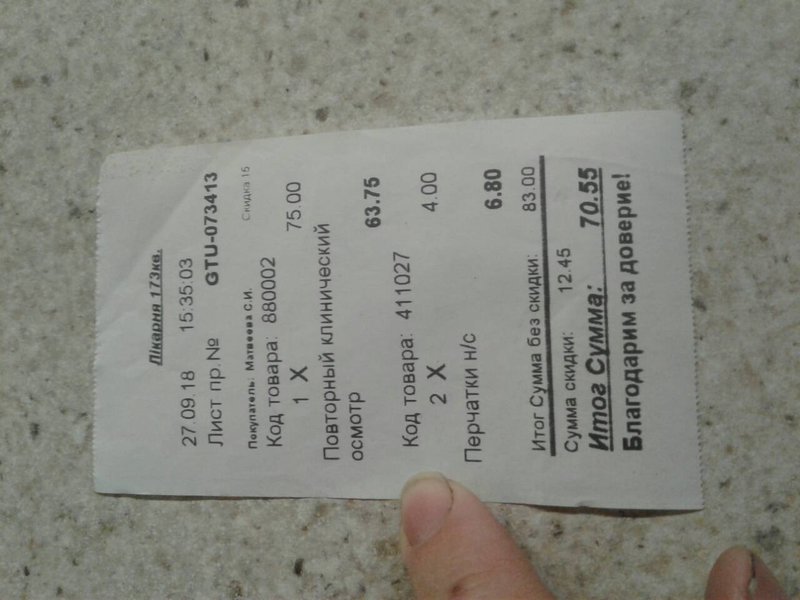 Лікарня 173кв.
27.09.18 15:35:03
Лист пр.№ GTU-073413
Скидка 15
Покупатель: Матвеева С.И.
Код товара: 880002
1 X 75.00
Повторный клинический
осмотр 63.75
Код товара: 411027
2 X 4.00
Перчатки н/с 6.80
Итог Сумма без скидки: 83.00
Сумма скидки: 12.45
Итог Сумма: 70.55
Благодарим за доверие!